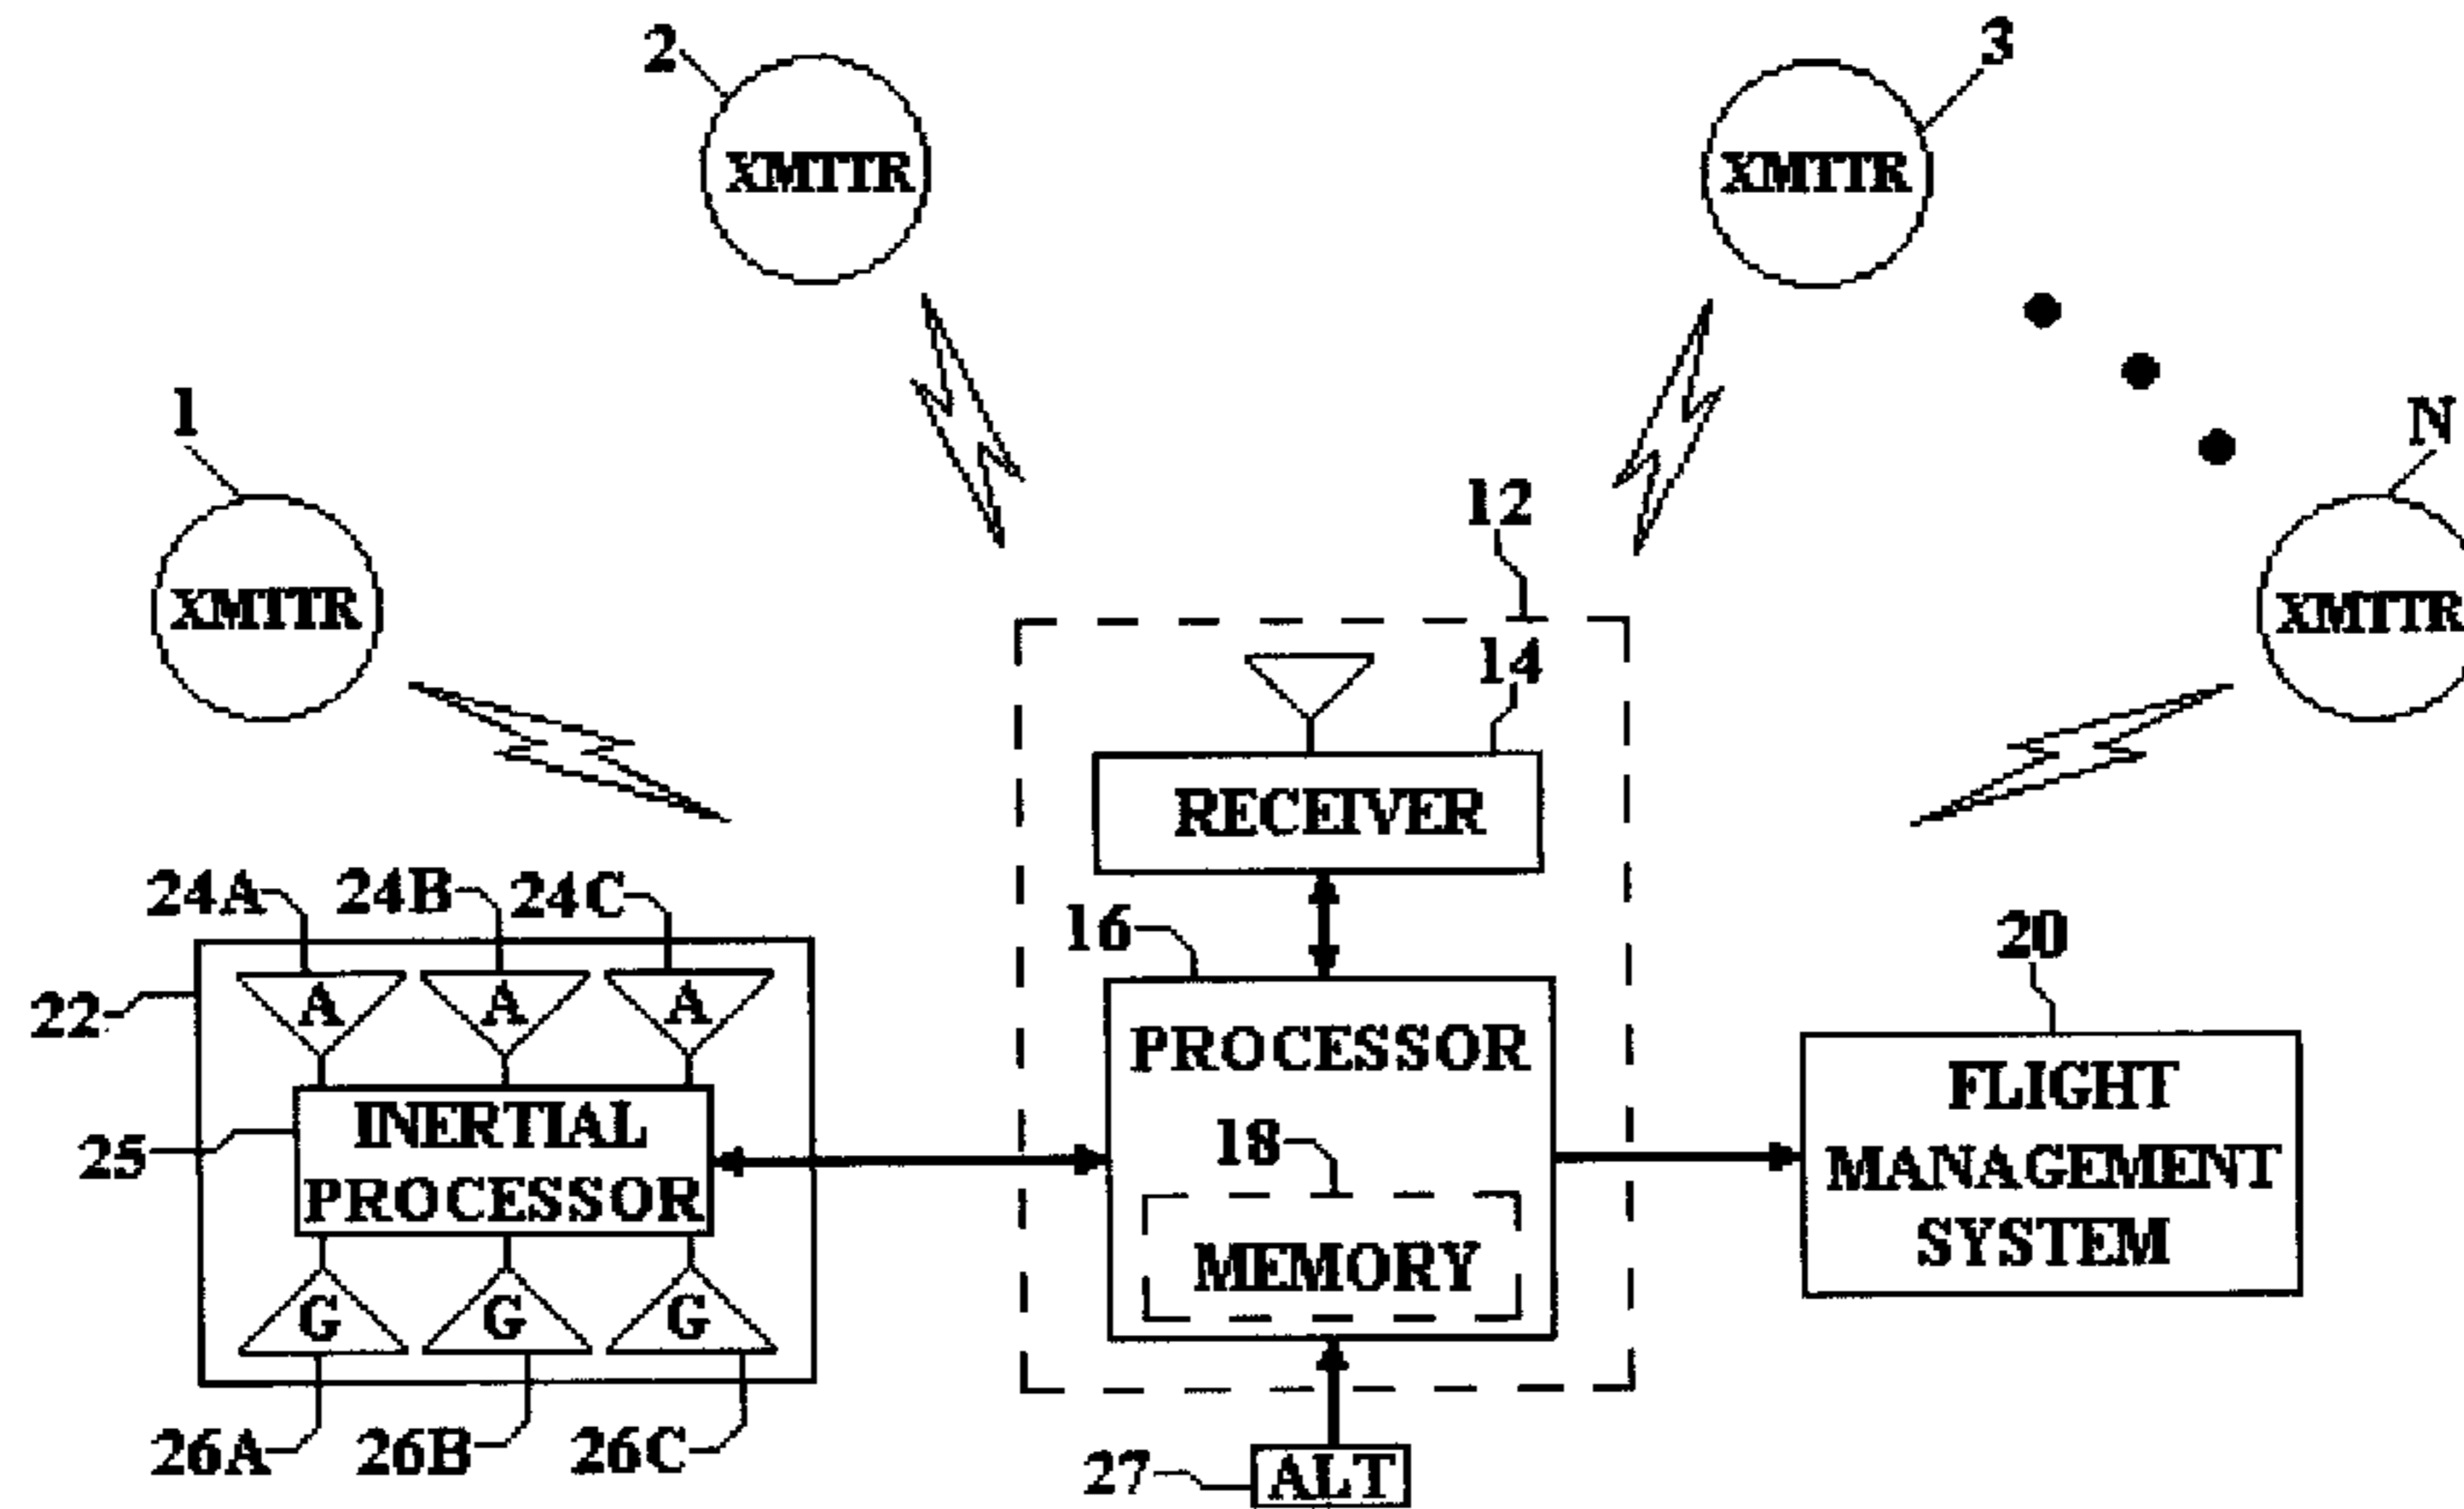 2
3
XMTTR
XMTTR
1
N
12
XMTTR
XMTTR
14
RECEIVER
24A
24B
24C
16
20
22
A
A
A
PROCESSOR
FLIGHT
MANAGEMENT
SYSTEM
25
INERTIAL
PROCESSOR
18
MEMORY
G
G
G
26A
26B
26C
27
ALT